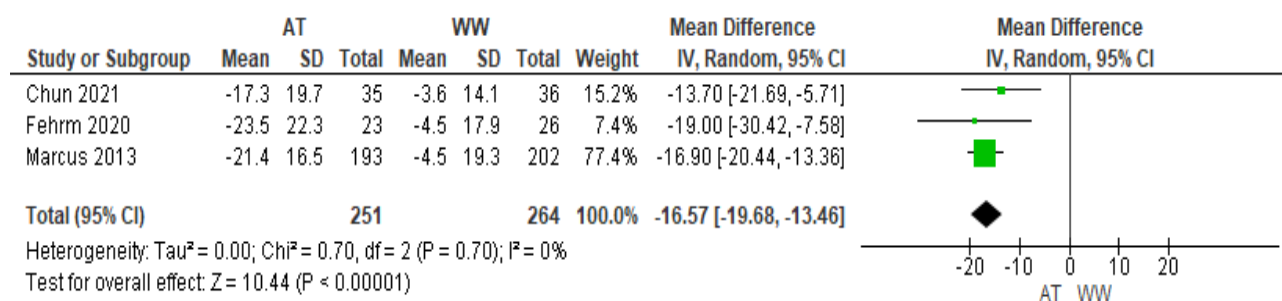 AT WW Mean Difference Mean Difference
Study or Subgroup Mean SD Total Mean SD Total Weight IV, Random, 95% CI IV, Random, 95% CI
Chun 2021 -17.3 19.7 35 -3.6 14.1 36 15.2% -13.70 [-21.69, -5.71]
Fehrm 2020 -23.5 22.3 23 -4.5 17.9 26 7.4% -19.00 [-30.42, -7.58]
Marcus 2013 -21.4 16.5 193 -4.5 19.3 202 77.4% -16.90 [-20.44, -13.36]
Total (95% CI) 251 264 100.0% -16.57 [-19.68, -13.46]
Heterogeneity: Tau² = 0.00; Chi² = 0.70, df = 2 (P = 0.70); I² = 0%
Test for overall effect: Z = 10.44 (P < 0.00001)
-20 -10 0 10 20
AT WW